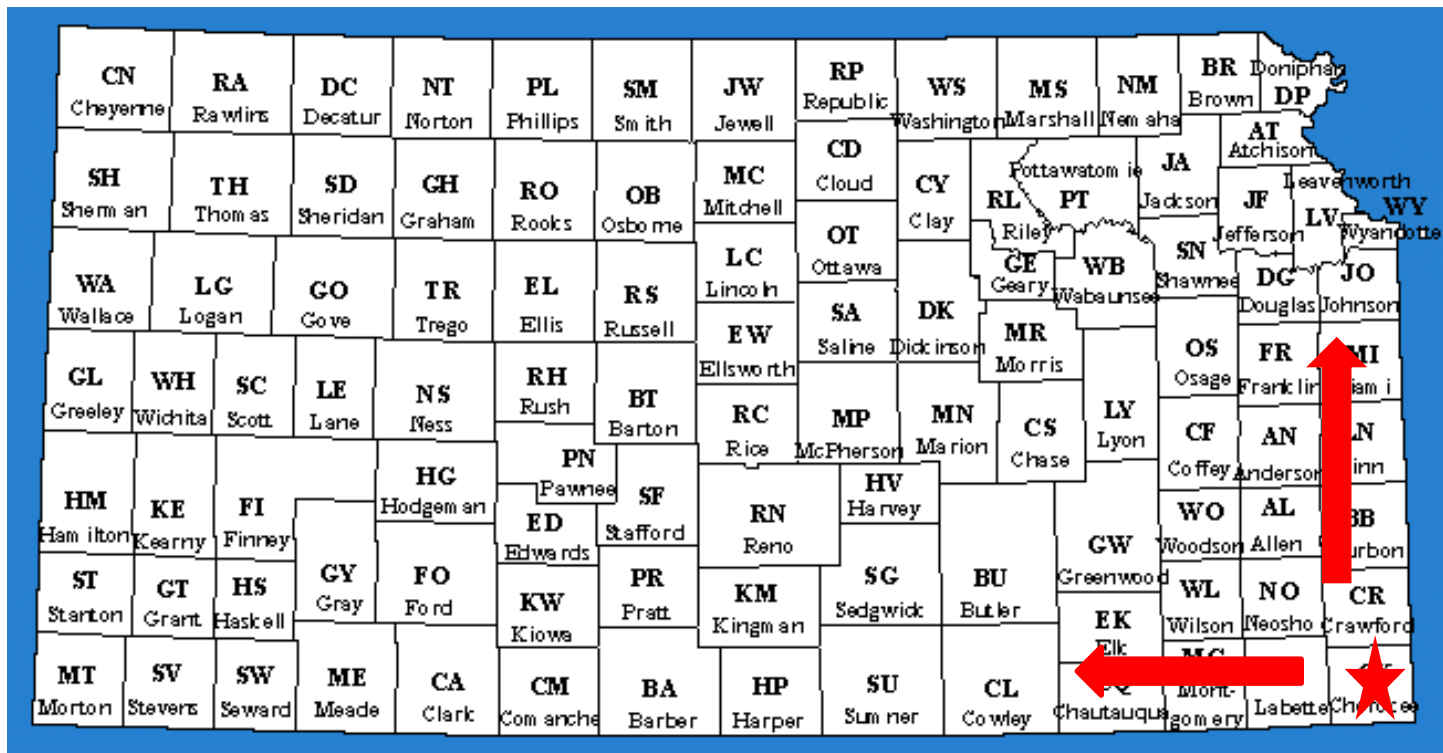 CN
Cheyenne
RA
Rawlins
DC
Decatur
NT
Norton
PL
Phillips
SM
Smith
JW
Jewell
RP
Republic
WS
Washington
MS
Marshall
NM
Nemaha
BR
Brown
Doniphan
DP
SH
Sherman
TH
Thomas
SD
Sheridan
GH
Graham
RO
Rooks
OB
Osborne
MC
Mitchell
CD
Cloud
CY
Clay
RL
Riley
Pottawatomie
PT
JA
Jackson
AT
Atchison
JF
Jefferson
Leavenworth
LV
WY
Wyandotte
WA
Wallace
LG
Logan
GO
Gove
TR
Trego
EL
Ellis
RS
Russell
LC
Lincoln
OT
Ottawa
SA
Saline
DK
Dickinson
GE
Geary
WB
Wabaunsee
SN
Shawnee
DG
Douglas
JO
Johnson
GL
Greeley
WH
Wichita
SC
Scott
LE
Lane
NS
Ness
RH
Rush
BT
Barton
EW
Ellsworth
RC
Rice
MP
McPherson
MN
Marion
MR
Morris
CS
Chase
LY
Lyon
OS
Osage
FR
Franklin
MI
CF
Coffey
AN
Anderson
HM
Hamilton
KE
Kearny
FI
Finney
HG
Hodgeman
PN
Pawnee
ED
Edwards
SF
Stafford
RN
Reno
HV
Harvey
BU
Butler
GW
Greenwood
WO
Woodson
AL
Allen
ST
Stanton
GT
Grant
HS
Haskell
GY
Gray
FO
Ford
KW
Kiowa
PR
Pratt
KM
Kingman
SG
Sedgwick
EK
Elk
WL
Wilson
NO
Neosho
CR
Crawford
MT
Morton
SV
Stevens
SW
Seward
ME
Meade
CA
Clark
CM
Comanche
BA
Barber
HP
Harper
SU
Sumner
CL
Cowley
Chautauqua
Mont-
gomery
Labette
Cherokee